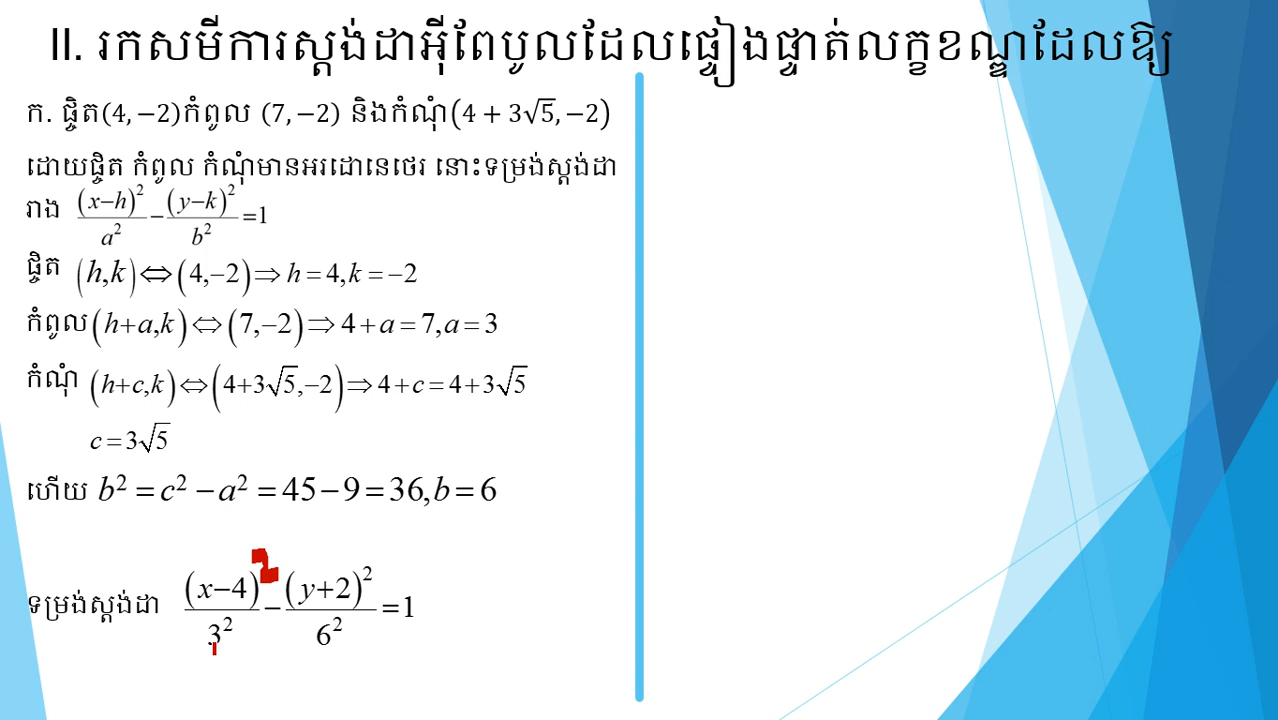 II. រកសមីការស្តង់ដាអ៊ីពែបូលដែលផ្ទៀងផ្ទាត់លក្ខខណ្ឌដែលឱ្យ
ក. ផ្ចិត(4,−2)កំពូល (7,−2) និងកំណុំ(4 + 3√5,−2)
ដោយផ្ចិត កំពូល កំណុំមានអរដោនេថេរ នោះទម្រង់ស្តង់ដា
រាង (x−h)²/a² − (y−k)²/b² =1
ផ្ចិត (h,k)⇔(4,−2)⇒h=4,k=−2
កំពូល(h+a,k)⇔(7,−2)⇒4+a=7,a=3
កំណុំ (h+c,k)⇔(4+3√5,−2)⇒4+c=4+3√5
c=3√5
ហើយ b²=c²−a²=45−9=36,b=6
ទម្រង់ស្តង់ដា (x−4)²/3² − (y+2)²/6² =1